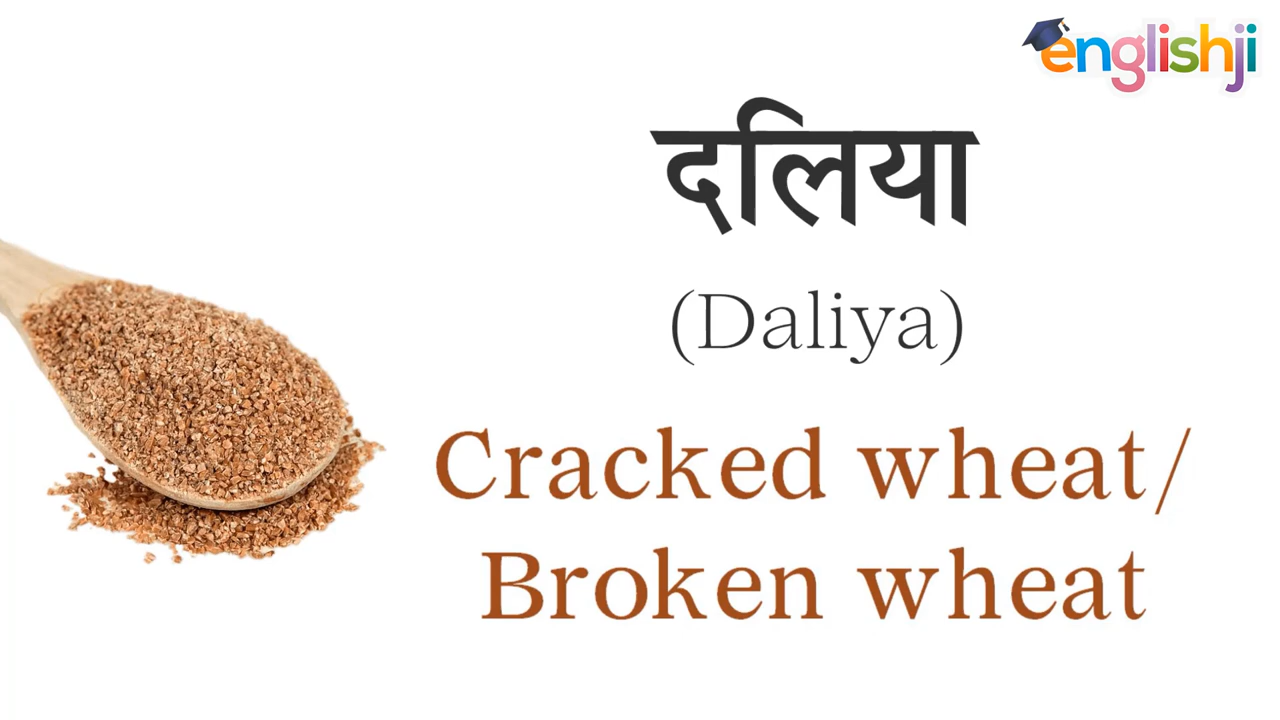 englishji
दलिया
(Daliya)
Cracked wheat/
Broken wheat